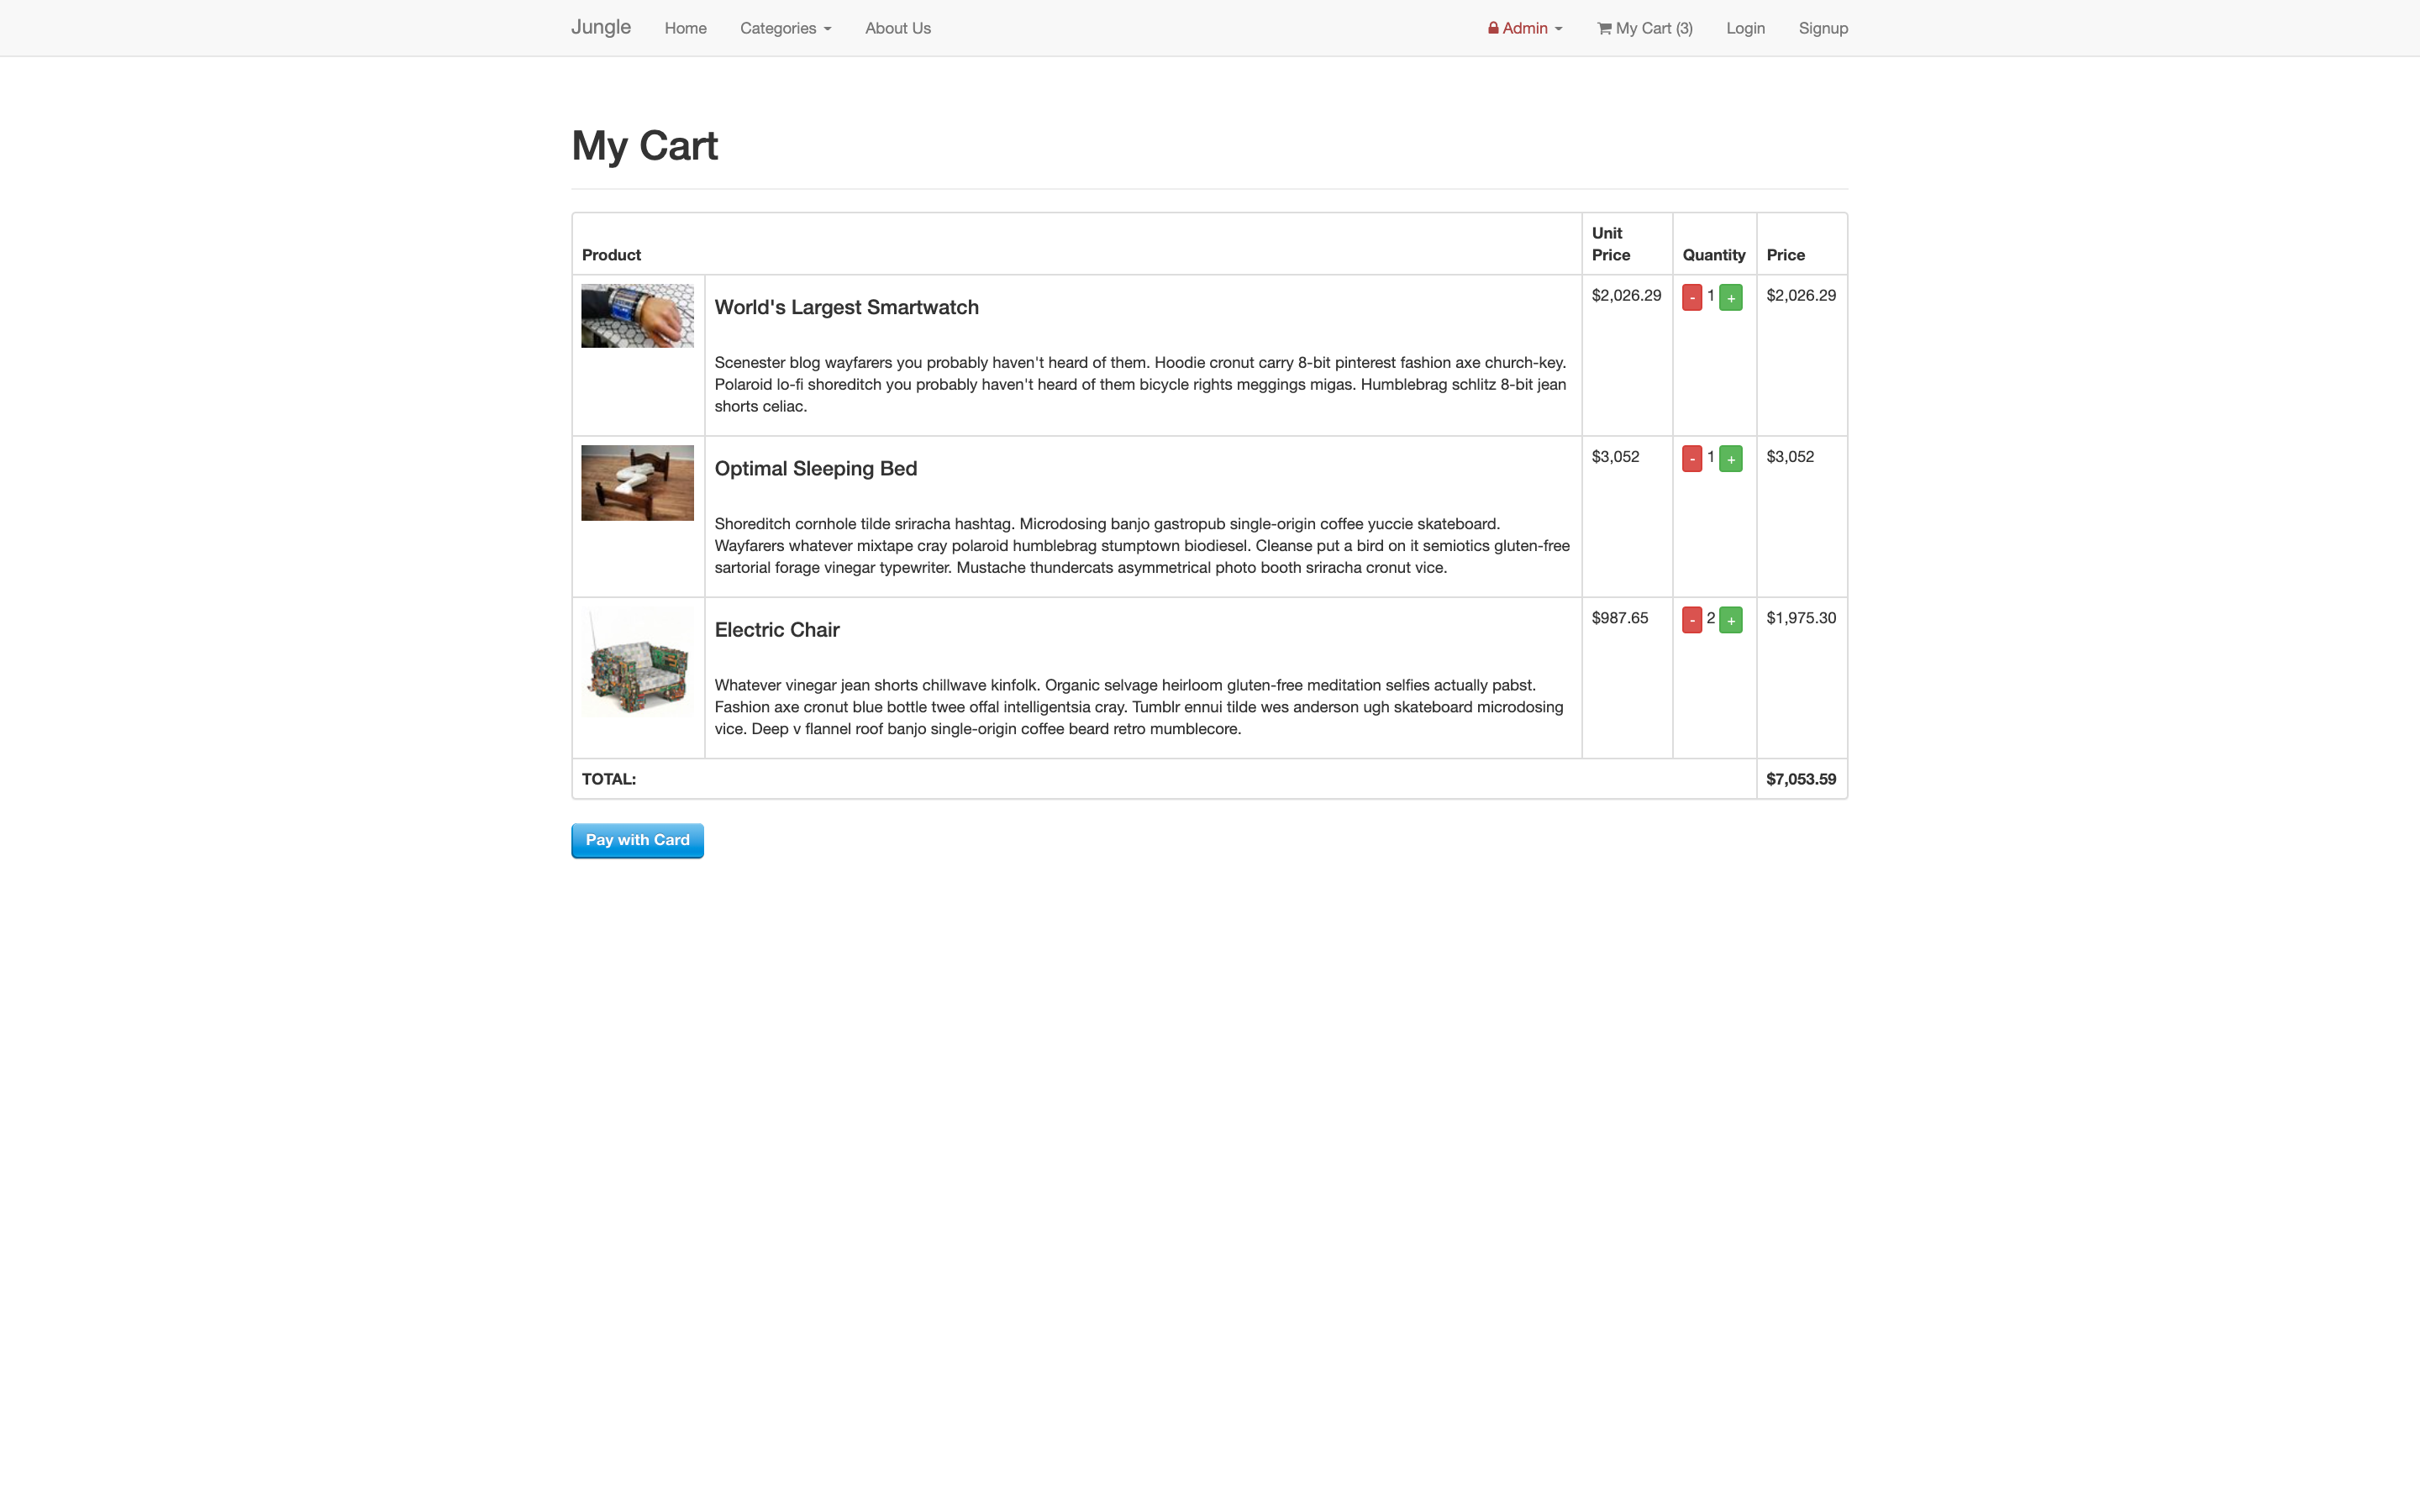 Jungle Home Categories About Us Admin My Cart (3) Login Signup
My Cart
Product Unit Price Quantity Price
World's Largest Smartwatch $2,026.29 - 1 + $2,026.29
Scenester blog wayfarers you probably haven't heard of them. Hoodie cronut carry 8-bit pinterest fashion axe church-key.
Polaroid lo-fi shoreditch you probably haven't heard of them bicycle rights meggings migas. Humblebrag schlitz 8-bit jean
shorts celiac.
Optimal Sleeping Bed $3,052 - 1 + $3,052
Shoreditch cornhole tilde sriracha hashtag. Microdosing banjo gastropub single-origin coffee yuccie skateboard.
Wayfarers whatever mixtape cray polaroid humblebrag stumptown biodiesel. Cleanse put a bird on it semiotics gluten-free
sartorial forage vinegar typewriter. Mustache thundercats asymmetrical photo booth sriracha cronut vice.
Electric Chair $987.65 - 2 + $1,975.30
Whatever vinegar jean shorts chillwave kinfolk. Organic selvage heirloom gluten-free meditation selfies actually pabst.
Fashion axe cronut blue bottle twee offal intelligentsia cray. Tumblr ennui tilde wes anderson ugh skateboard microdosing
vice. Deep v flannel roof banjo single-origin coffee beard retro mumblecore.
TOTAL: $7,053.59
Pay with Card